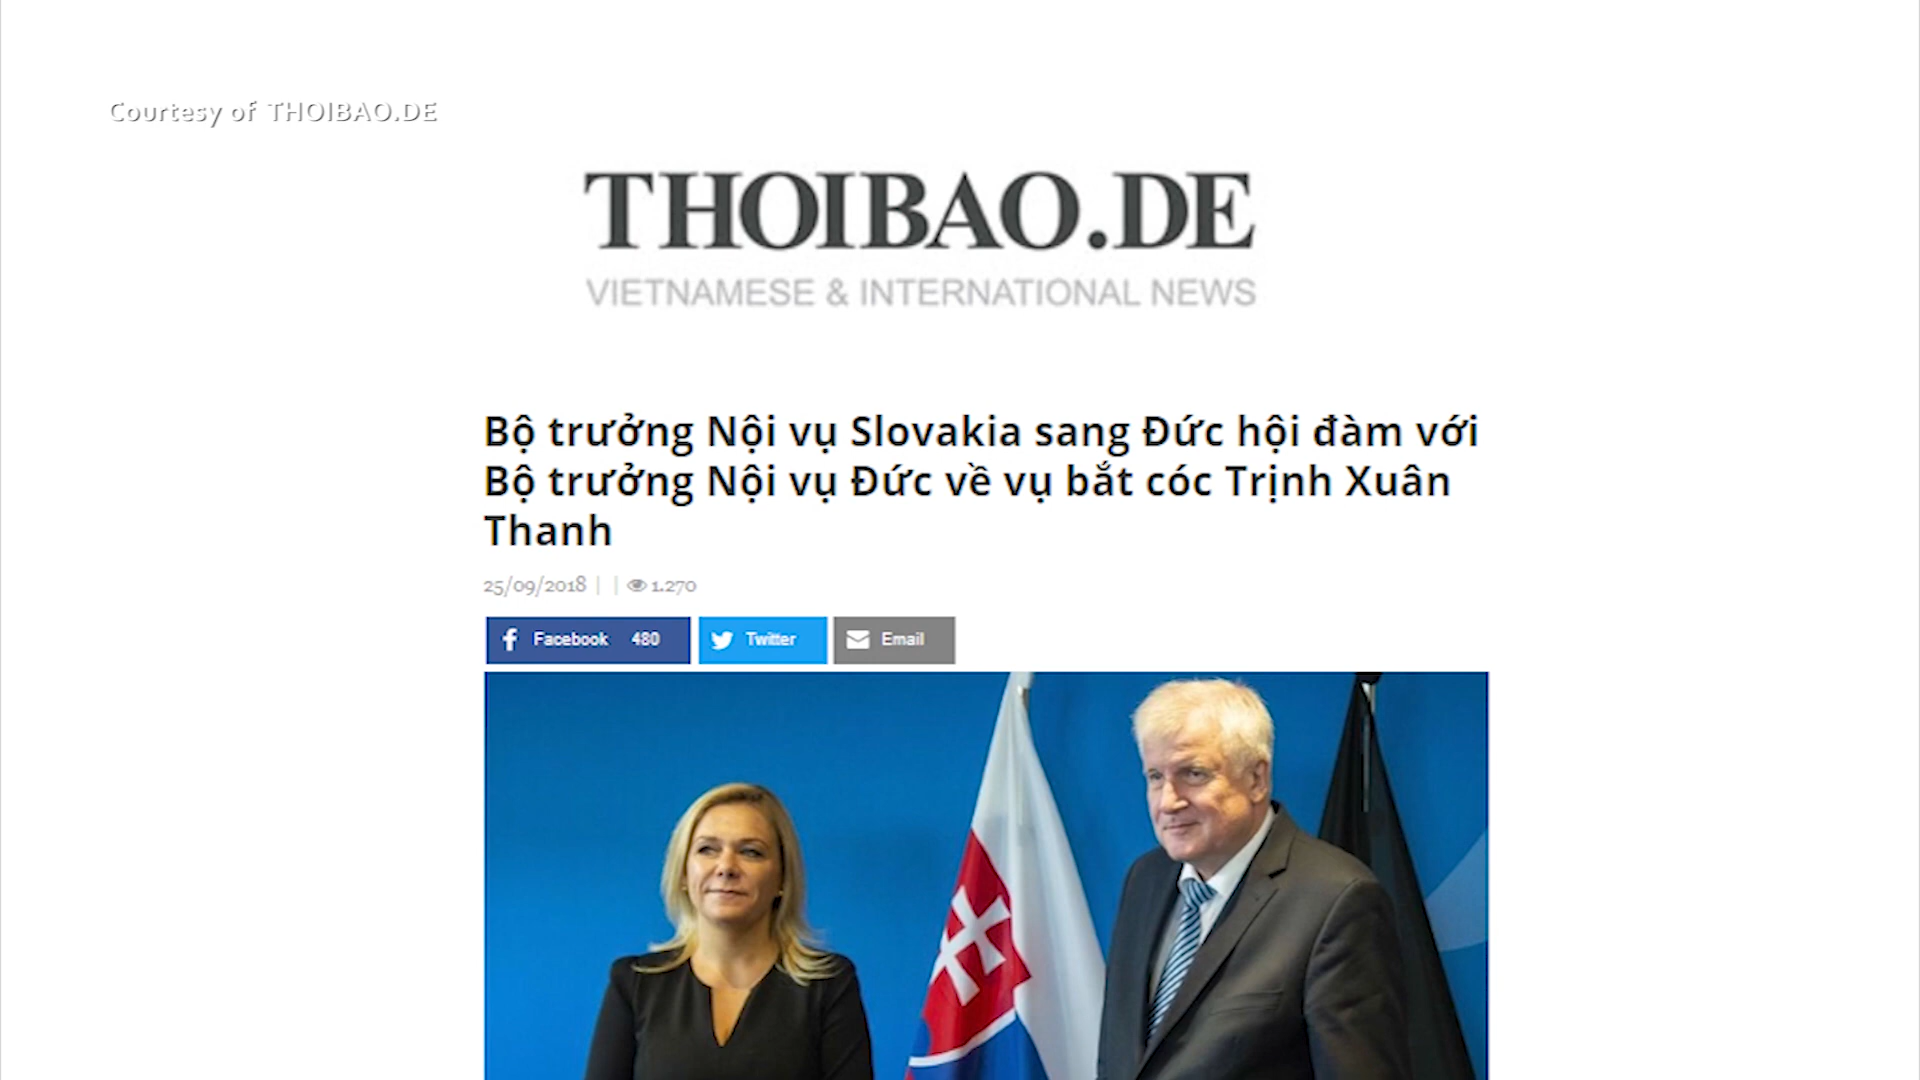 Courtesy of THOIBAO.DE
THOIBAO.DE
VIETNAMESE & INTERNATIONAL NEWS
Bộ trưởng Nội vụ Slovakia sang Đức hội đàm với
Bộ trưởng Nội vụ Đức về vụ bắt cóc Trịnh Xuân
Thanh
25/09/2018 | | 1.270
Facebook 480 Twitter Email